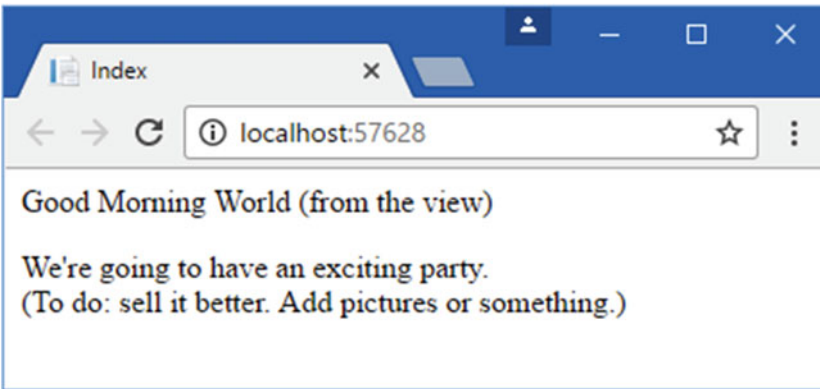 Index
localhost:57628
Good Morning World (from the view)
We're going to have an exciting party.
(To do: sell it better. Add pictures or something.)